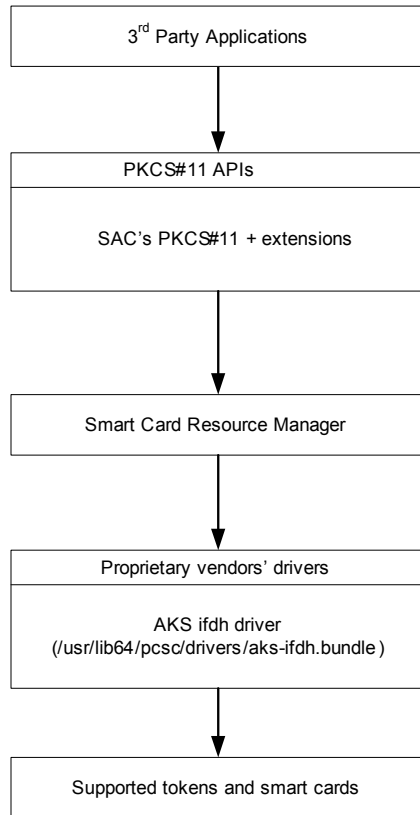 3rd Party Applications
PKCS#11 APIs
SAC's PKCS#11 + extensions
Smart Card Resource Manager
Proprietary vendors' drivers
AKS ifdh driver
(/usr/lib64/pcsc/drivers/aks-ifdh.bundle )
Supported tokens and smart cards